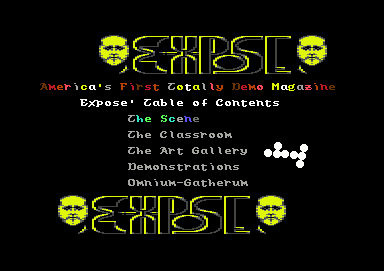 EXPOSE
America's First Totally Demo Magazine
Expose' Table of Contents
The Scene
The Classroom
The Art Gallery
Demonstrations
Omnium-Gatherum
EXPOSE